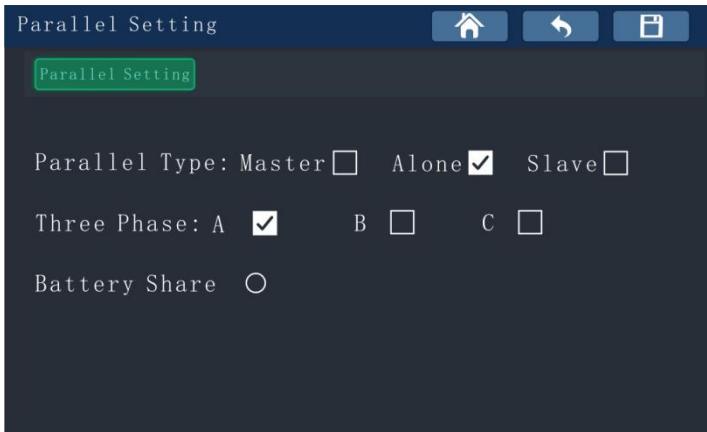 Parallel Setting
Parallel Setting
Parallel Type: Master Alone Slave
Three Phase: A B C
Battery Share